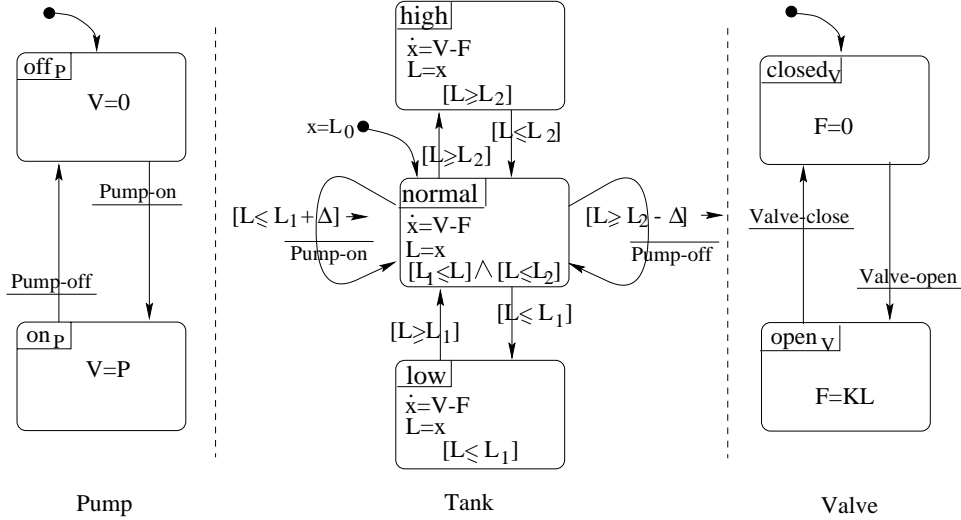 off P
V=0
Pump-on
Pump-off
on P
V=P
Pump
high
ẋ=V-F
L=x
[L⩾L2]
x=L0
[L⩾L2]
[L⩽L2]
normal
ẋ=V-F
L=x
[L1⩽L]∧[L⩽L2]
[L⩽ L1+Δ]
Pump-on
[L⩾ L2 - Δ]
Pump-off
[L⩾L1]
[L⩽ L1]
low
ẋ=V-F
L=x
[L⩽ L1]
Tank
closed V
F=0
Valve-close
Valve-open
open V
F=KL
Valve